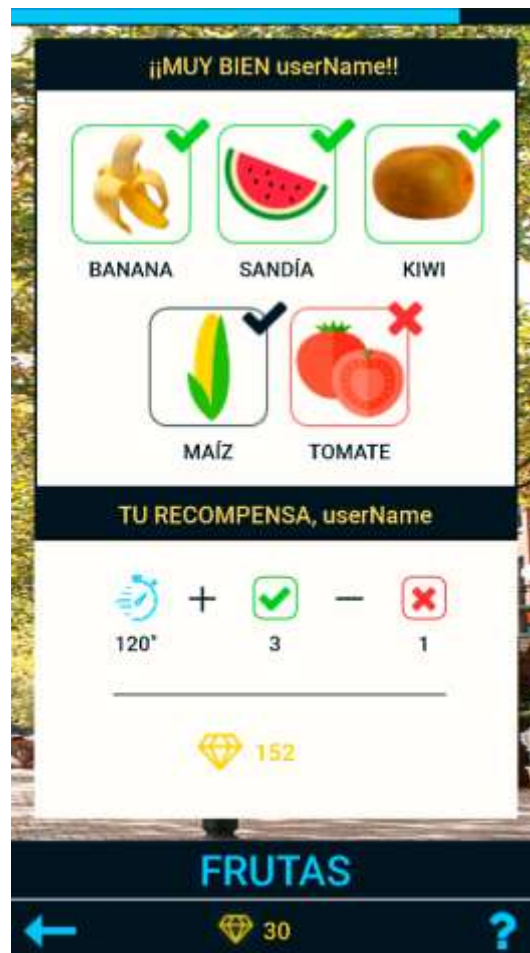 ¡¡MUY BIEN userName!!
BANANA SANDÍA KIWI
MAÍZ TOMATE
TU RECOMPENSA, userName
+ −
120" 3 1
152
FRUTAS
30 ?